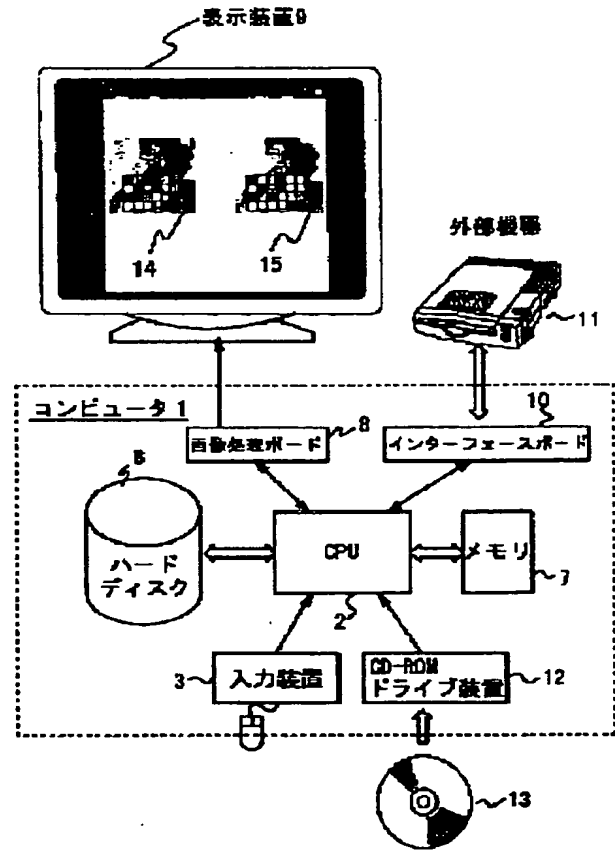 表示装置9
14
15
外部機器
11
コンピュータ1
10
8
画像処理ボード
インターフェースボード
ハード
ディスク
CPU
メモリ
7
2
3
入力装置
CD-ROM
ドライブ装置
12
13